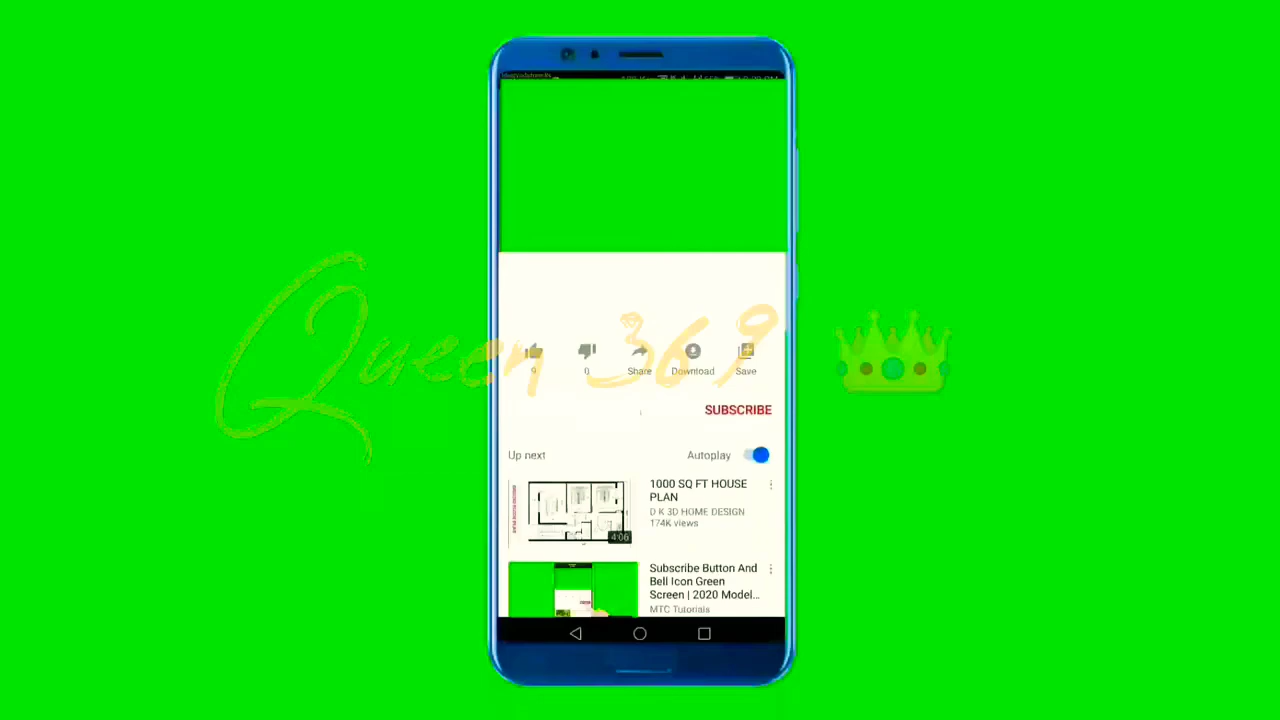 Queen 369
9
0
Share
Download
Save
SUBSCRIBE
Up next
Autoplay
1000 SQ FT HOUSE
PLAN
D K 3D HOME DESIGN
174K views
4:06
Subscribe Button And
Bell Icon Green
Screen | 2020 Model...
MTC Tutorials